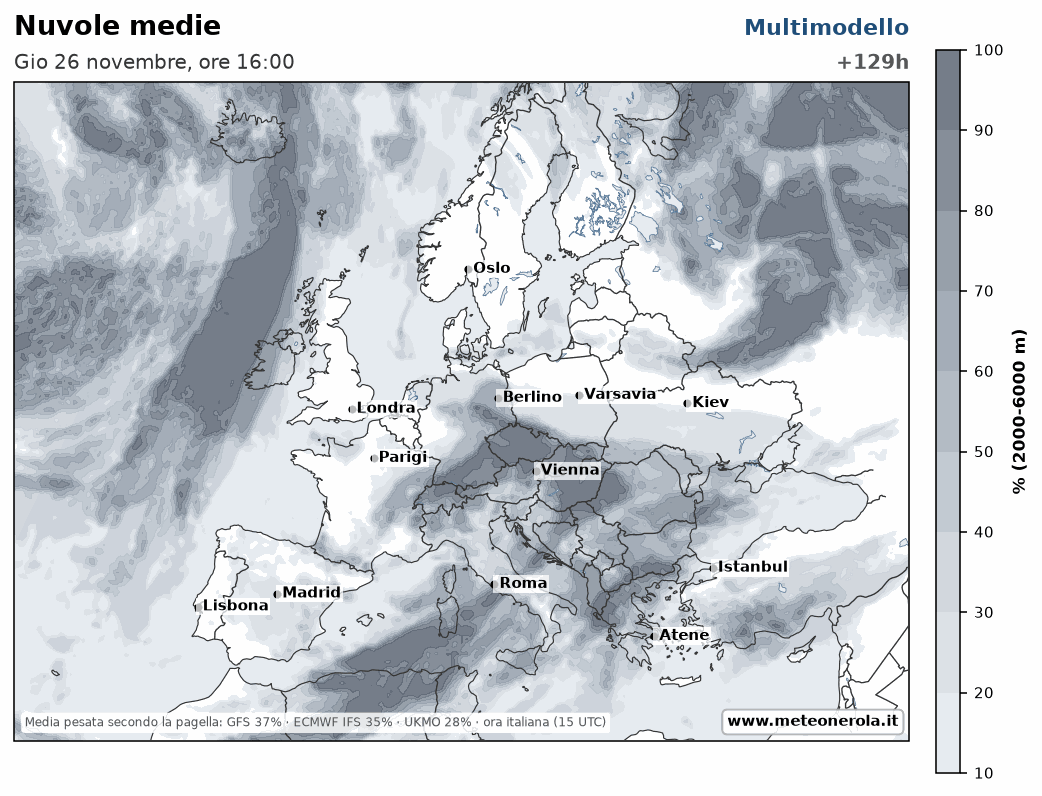 Nuvole medie
Multimodello
Gio 26 novembre, ore 16:00
+129h
100
90
80
70
60
50
40
30
20
10
% (2000-6000 m)
Oslo
Berlino
Varsavia
Kiev
Londra
Parigi
Vienna
Istanbul
Roma
Madrid
Lisbona
Atene
Media pesata secondo la pagella: GFS 37% · ECMWF IFS 35% · UKMO 28% · ora italiana (15 UTC)
www.meteonerola.it